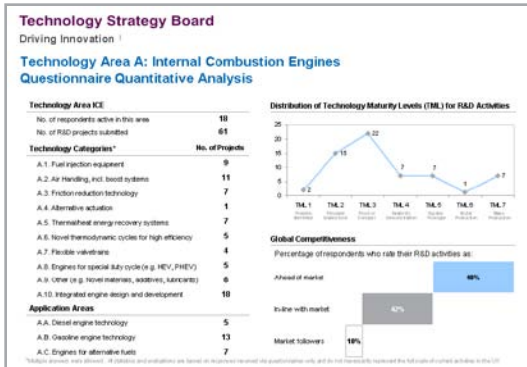 Technology Strategy Board
Driving Innovation
Technology Area A: Internal Combustion Engines
Questionnaire Quantitative Analysis
Technology Area ICE
No. of respondents active in this area 18
No. of R&D projects submitted 61
Technology Categories* No. of Projects
A.1. Fuel injection equipment 9
A.2. Air Handling, incl. boost systems 11
A.3. Friction reduction technology 7
A.4. Alternative actuation 1
A.5. Thermal/heat energy recovery systems 7
A.6. Novel thermodynamic cycles for high efficiency 5
A.7. Flexible valvetrains 4
A.8. Engines for special duty cycle (e.g. HEV, PHEV) 5
A.9. Other (e.g. Novel materials, additives, lubricants) 6
A.10. Integrated engine design and development 18
Application Areas
A.A. Diesel engine technology 5
A.B. Gasoline engine technology 13
A.C. Engines for alternative fuels 7
Distribution of Technology Maturity Levels (TML) for R&D Activities
25
20
15
10
5
0
2 15 22 7 7 1 7
TML 1 TML 2 TML 3 TML 4 TML 5 TML 6 TML 7
Global Competitiveness
Percentage of respondents who rate their R&D activities as:
Ahead of market
In-line with market 42%
Market followers